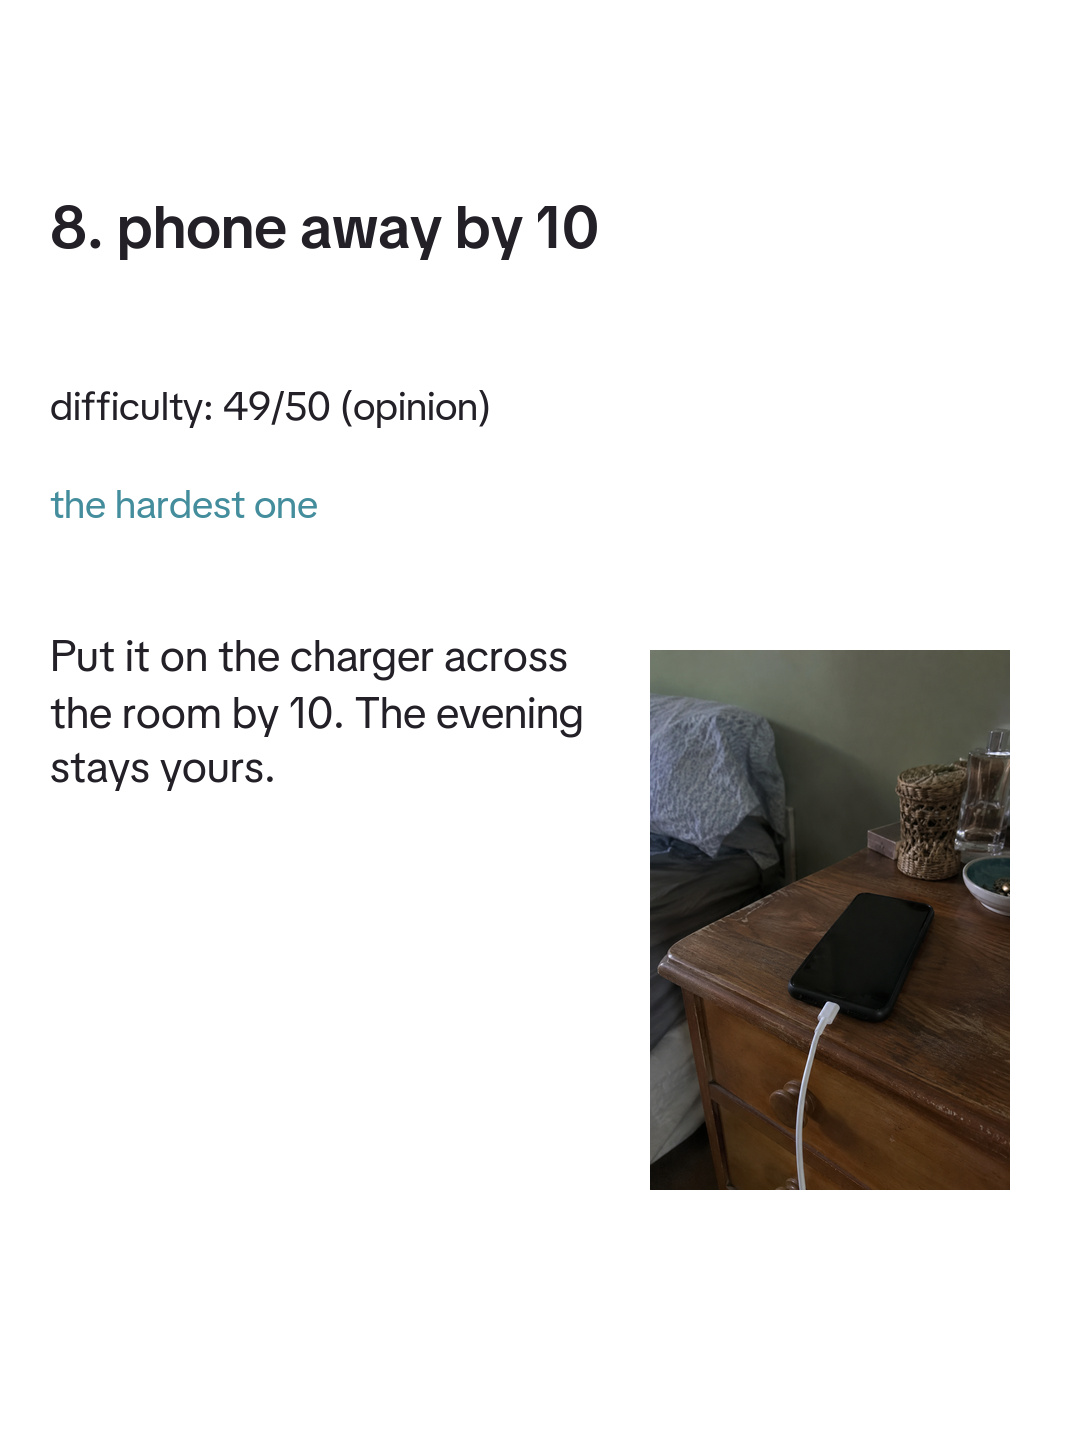 8. phone away by 10
difficulty: 49/50 (opinion)
the hardest one
Put it on the charger across
the room by 10. The evening
stays yours.